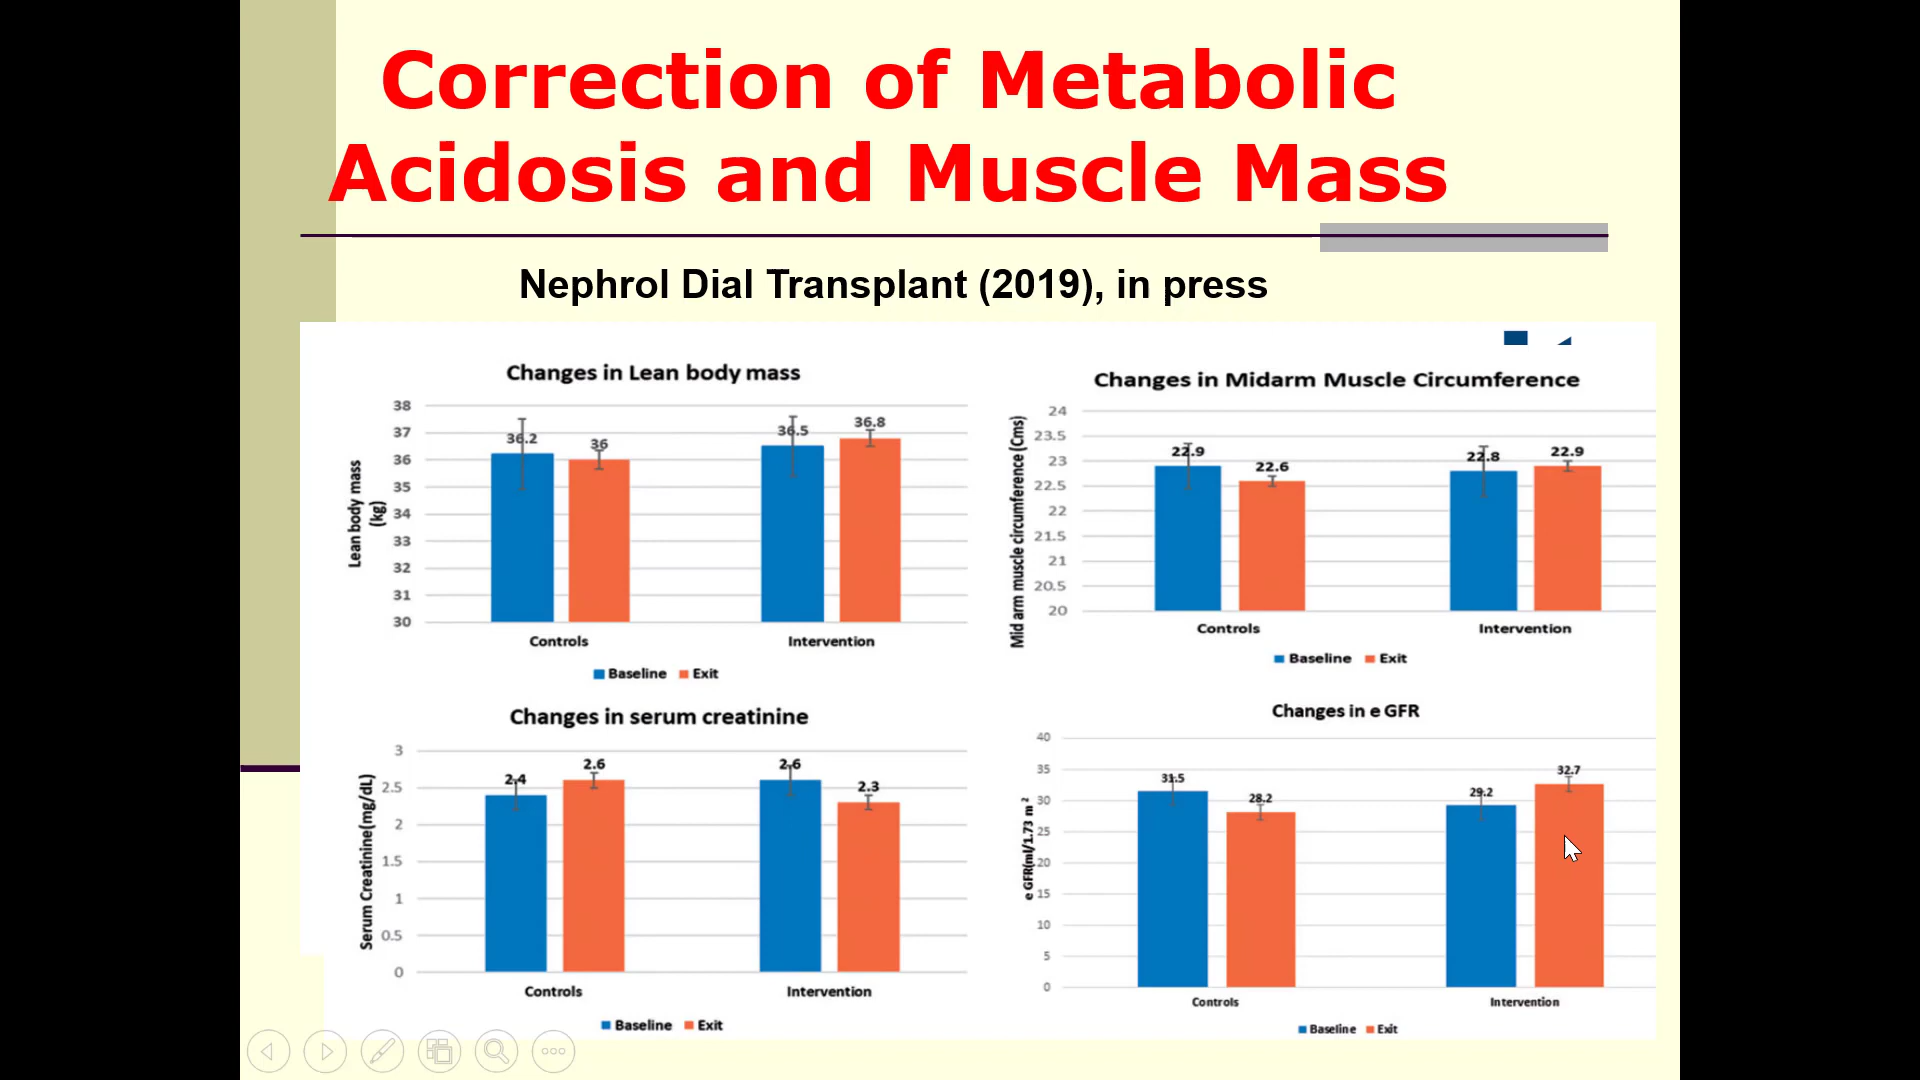 Correction of Metabolic
Acidosis and Muscle Mass
Nephrol Dial Transplant (2019), in press
Changes in Lean body mass
Lean body mass
(kg)
38
37
36
35
34
33
32
31
30
36.2
36
36.5
36.8
Controls
Intervention
Baseline
Exit
Changes in Midarm Muscle Circumference
Mid arm muscle circumference (Cms)
24
23.5
23
22.5
22
21.5
21
20.5
20
22.9
22.6
22.8
22.9
Controls
Intervention
Baseline
Exit
Changes in serum creatinine
Serum Creatinine(mg/dL)
3
2.5
2
1.5
1
0.5
0
2.4
2.6
2.6
2.3
Controls
Intervention
Baseline
Exit
Changes in e GFR
e GFR(ml/1.73 m ²
40
35
30
25
20
15
10
5
0
31.5
28.2
29.2
32.7
Controls
Intervention
Baseline
Exit